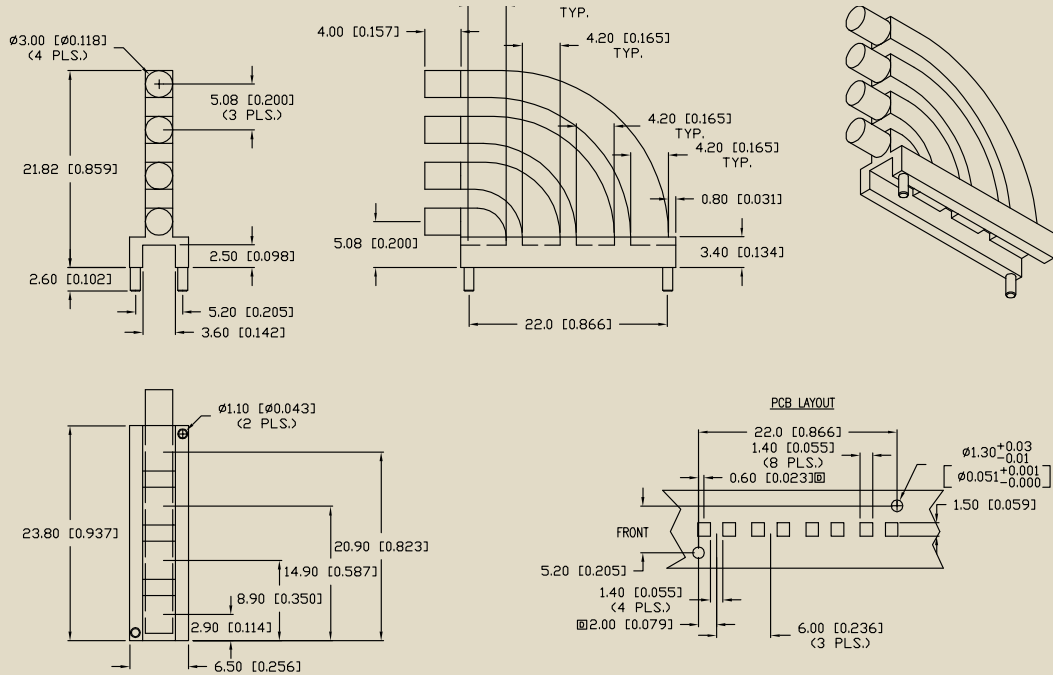 TYP.
4.00 [0.157]
4.20 [0.165]
TYP.
ø3.00 [ø0.118]
(4 PLS.)
5.08 [0.200]
(3 PLS.)
4.20 [0.165]
TYP.
4.20 [0.165]
TYP.
21.82 [0.859]
0.80 [0.031]
5.08 [0.200]
2.50 [0.098]
3.40 [0.134]
2.60 [0.102]
5.20 [0.205]
3.60 [0.142]
22.0 [0.866]
ø1.10 [ø0.043]
(2 PLS.)
23.80 [0.937]
20.90 [0.823]
14.90 [0.587]
8.90 [0.350]
2.90 [0.114]
6.50 [0.256]
PCB LAYOUT
22.0 [0.866]
1.40 [0.055]
(8 PLS.)
ø1.30 +0.03 -0.01
[ø0.051 +0.001 -0.000]
0.60 [0.023] D
1.50 [0.059]
FRONT
5.20 [0.205]
1.40 [0.055]
(4 PLS.)
D 2.00 [0.079]
6.00 [0.236]
(3 PLS.)